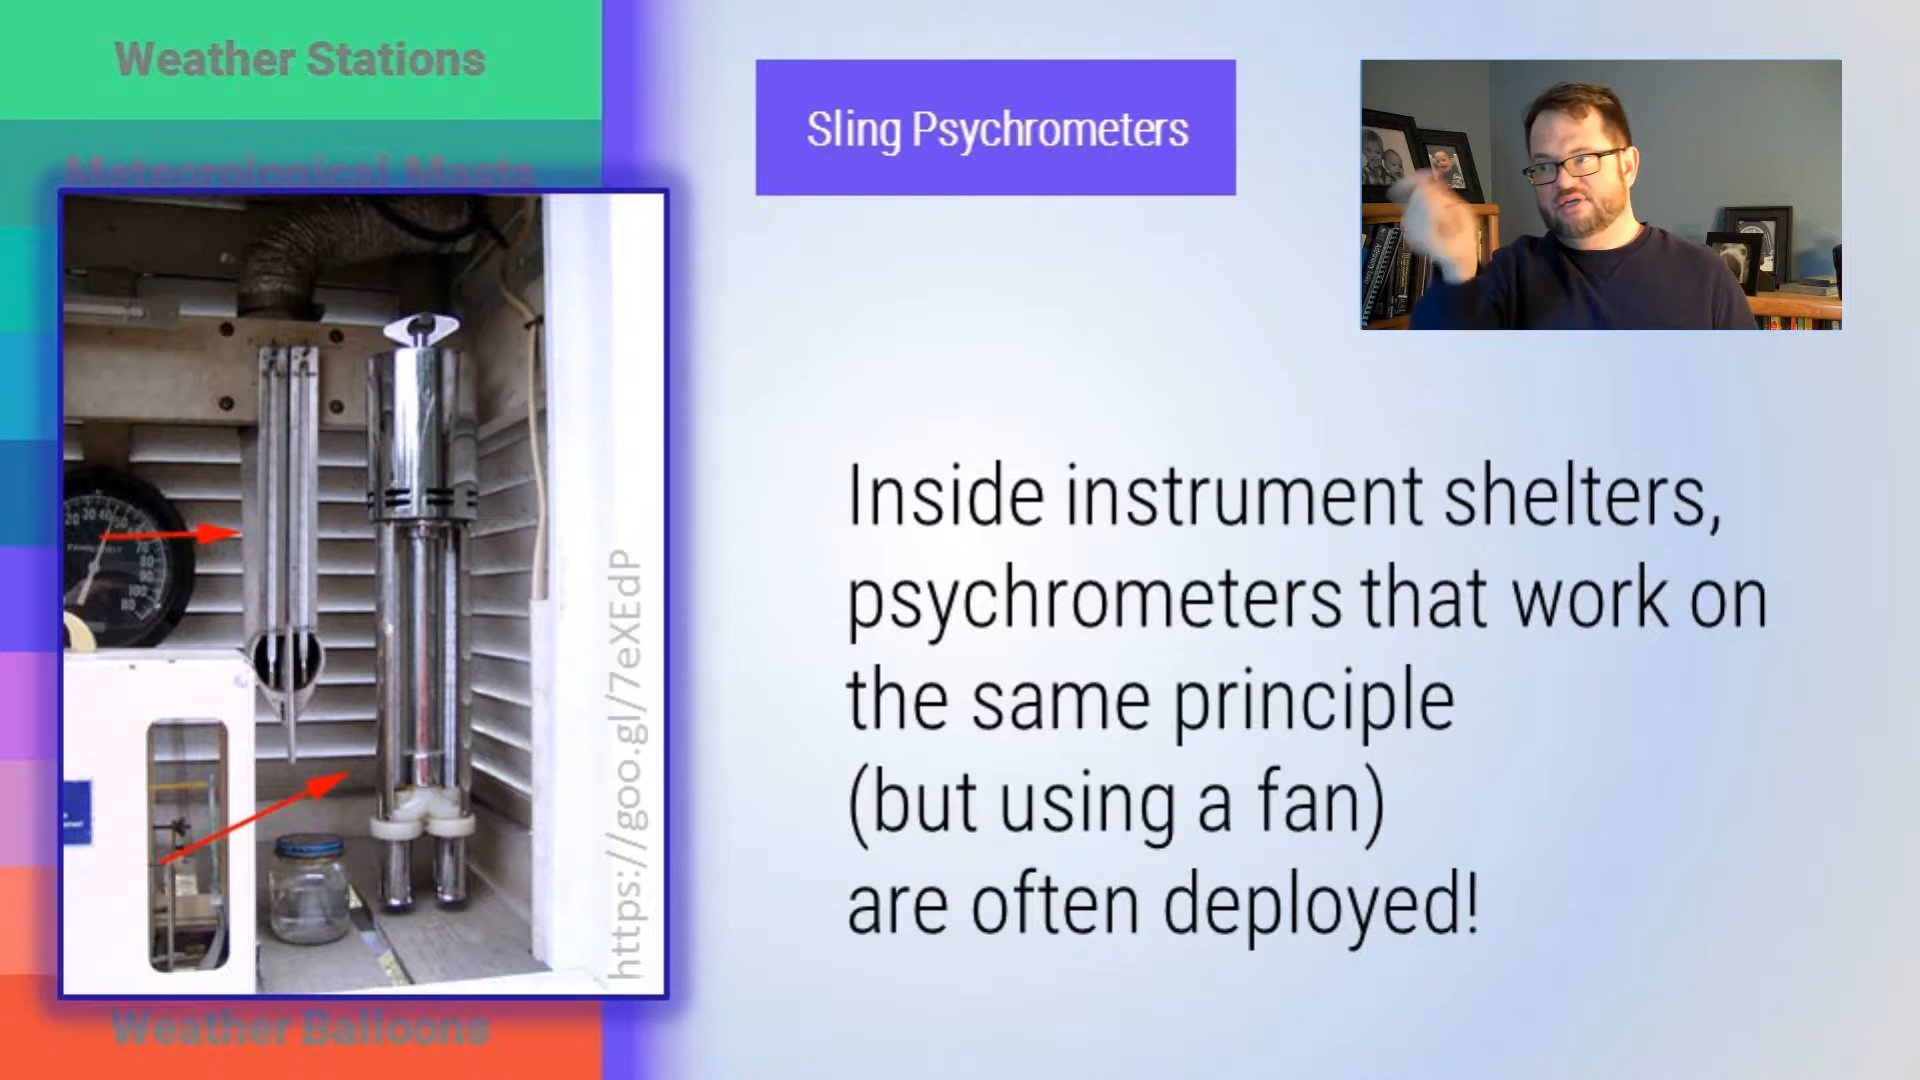 Weather Stations
Meteorological Masts
Sling Psychrometers
Inside instrument shelters,
psychrometers that work on
the same principle
(but using a fan)
are often deployed!
https://goo.gl/7eXEdP
Weather Balloons